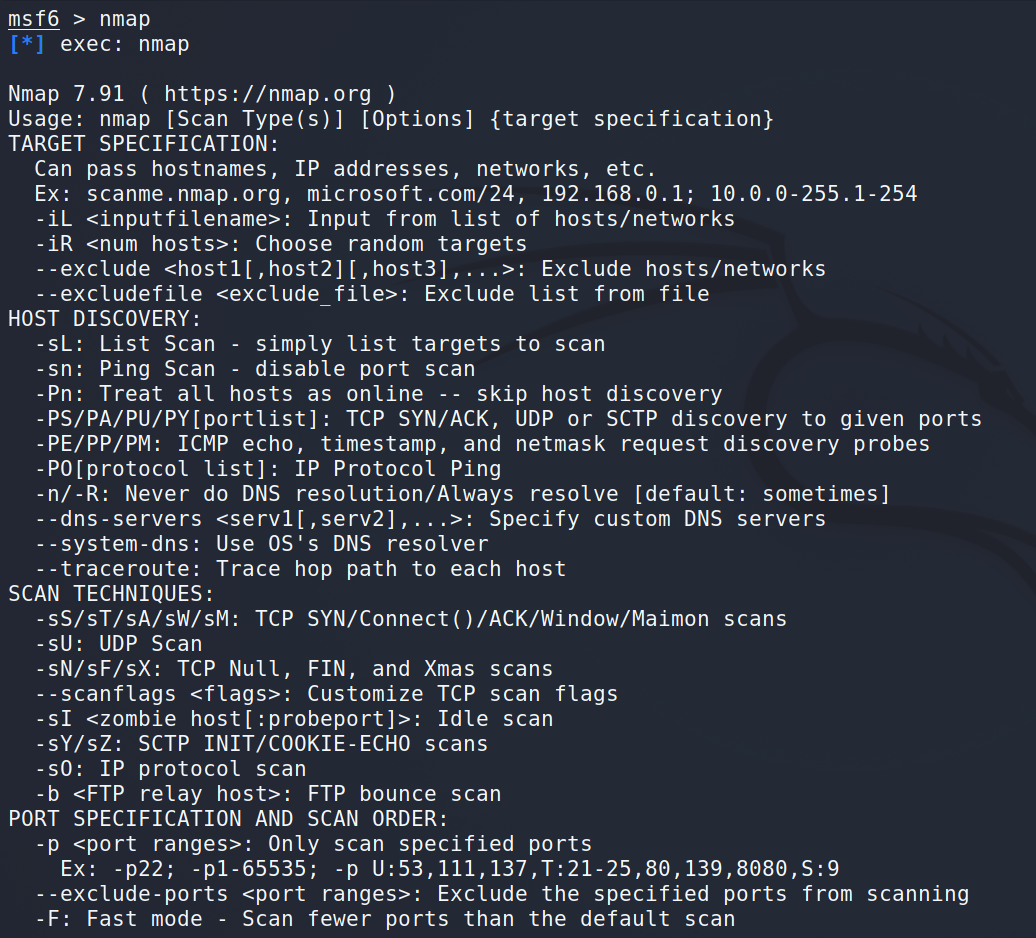 msf6 > nmap
[*] exec: nmap
Nmap 7.91 ( https://nmap.org )
Usage: nmap [Scan Type(s)] [Options] {target specification}
TARGET SPECIFICATION:
  Can pass hostnames, IP addresses, networks, etc.
  Ex: scanme.nmap.org, microsoft.com/24, 192.168.0.1; 10.0.0-255.1-254
  -iL <inputfilename>: Input from list of hosts/networks
  -iR <num hosts>: Choose random targets
  --exclude <host1[,host2][,host3],...>: Exclude hosts/networks
  --excludefile <exclude_file>: Exclude list from file
HOST DISCOVERY:
  -sL: List Scan - simply list targets to scan
  -sn: Ping Scan - disable port scan
  -Pn: Treat all hosts as online -- skip host discovery
  -PS/PA/PU/PY[portlist]: TCP SYN/ACK, UDP or SCTP discovery to given ports
  -PE/PP/PM: ICMP echo, timestamp, and netmask request discovery probes
  -PO[protocol list]: IP Protocol Ping
  -n/-R: Never do DNS resolution/Always resolve [default: sometimes]
  --dns-servers <serv1[,serv2],...>: Specify custom DNS servers
  --system-dns: Use OS's DNS resolver
  --traceroute: Trace hop path to each host
SCAN TECHNIQUES:
  -sS/sT/sA/sW/sM: TCP SYN/Connect()/ACK/Window/Maimon scans
  -sU: UDP Scan
  -sN/sF/sX: TCP Null, FIN, and Xmas scans
  --scanflags <flags>: Customize TCP scan flags
  -sI <zombie host[:probeport]>: Idle scan
  -sY/sZ: SCTP INIT/COOKIE-ECHO scans
  -sO: IP protocol scan
  -b <FTP relay host>: FTP bounce scan
PORT SPECIFICATION AND SCAN ORDER:
  -p <port ranges>: Only scan specified ports
    Ex: -p22; -p1-65535; -p U:53,111,137,T:21-25,80,139,8080,S:9
  --exclude-ports <port ranges>: Exclude the specified ports from scanning
  -F: Fast mode - Scan fewer ports than the default scan